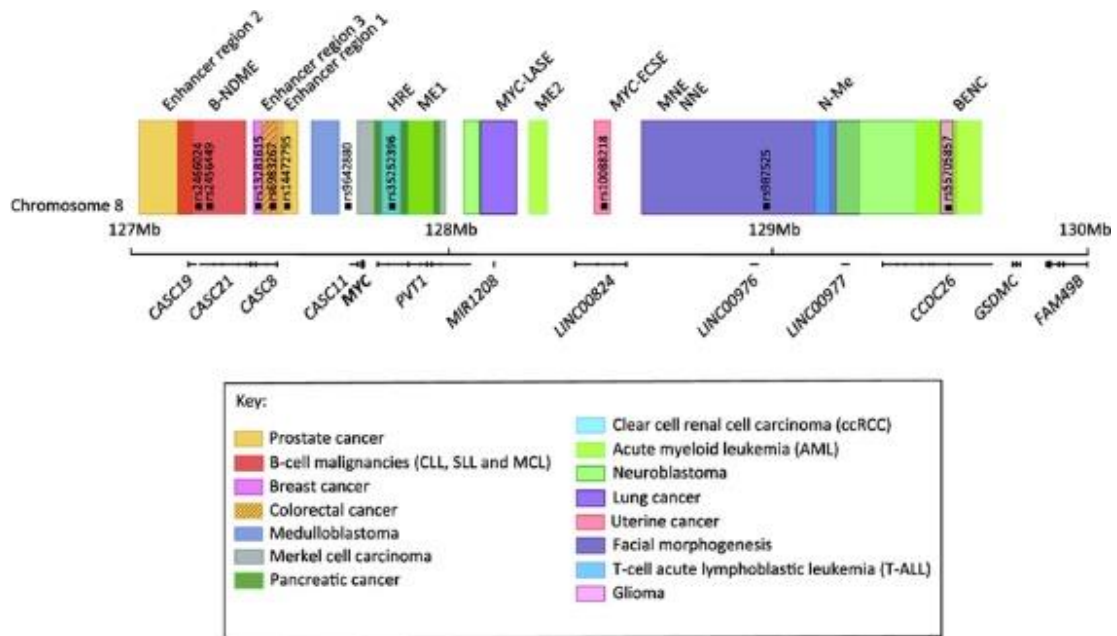 Enhancer region 2
B-NDME
Enhancer region 3
Enhancer region 1
HRE
ME1
MYC-LASE
ME2
MYC-ECSE
MNE
NNE
N-Me
BENC
rs2466024
rs2456449
rs13281615
rs6983267
rs14472795
rs9642880
rs35252396
rs10088218
rs987525
rs55705857
Chromosome 8
127Mb 128Mb 129Mb 130Mb
CASC19
CASC21
CASC8
CASC11
MYC
PVT1
MIR1208
LINC00824
LINC00976
LINC00977
CCDC26
GSDMC
FAM49B
Key:
Prostate cancer
B-cell malignancies (CLL, SLL and MCL)
Breast cancer
Colorectal cancer
Medulloblastoma
Merkel cell carcinoma
Pancreatic cancer
Clear cell renal cell carcinoma (ccRCC)
Acute myeloid leukemia (AML)
Neuroblastoma
Lung cancer
Uterine cancer
Facial morphogenesis
T-cell acute lymphoblastic leukemia (T-ALL)
Glioma